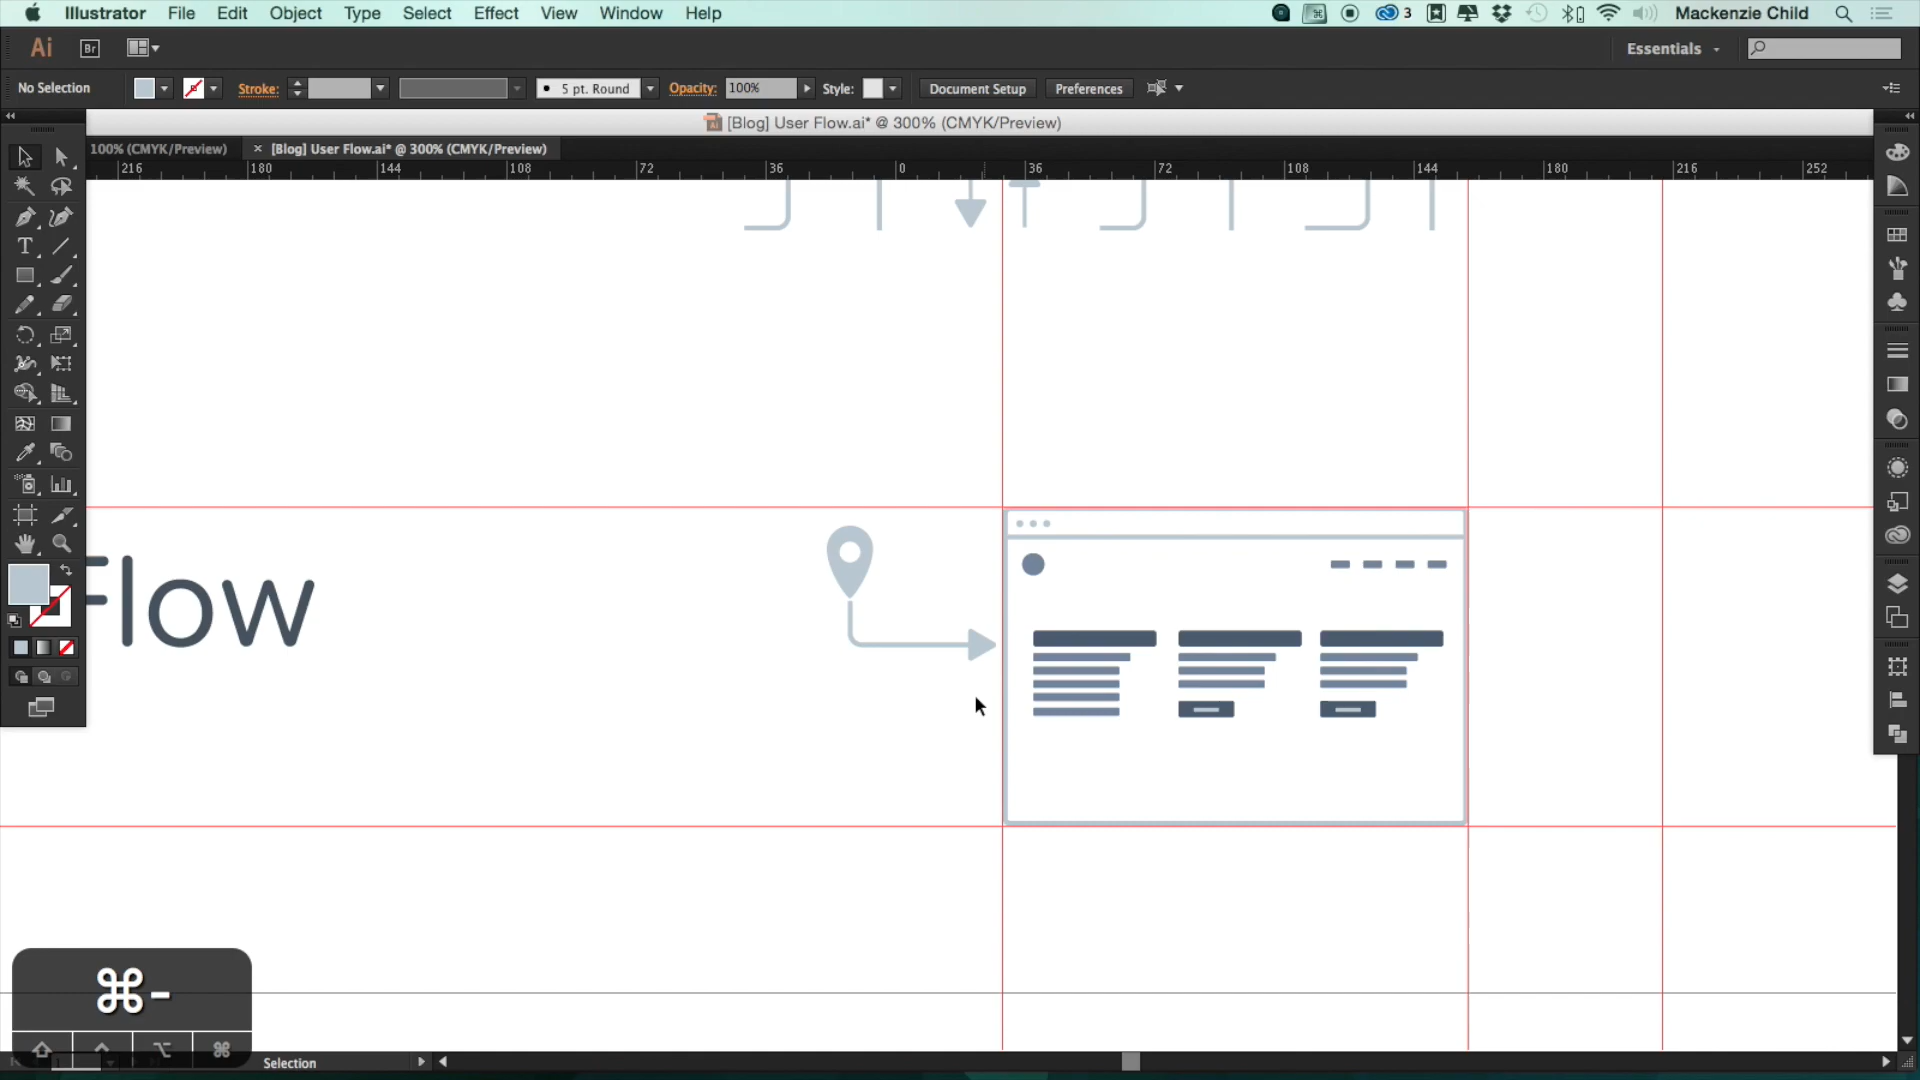 Illustrator File Edit Object Type Select Effect View Window Help 3 Mackenzie Child
Ai Br Essentials
No Selection Stroke: 5 pt. Round Opacity: 100% Style: Document Setup Preferences
[Blog] User Flow.ai* @ 300% (CMYK/Preview)
100% (CMYK/Preview) × [Blog] User Flow.ai* @ 300% (CMYK/Preview)
216 180 144 108 72 36 0 36 72 108 144 180 216 252
Flow
⌘-
Selection